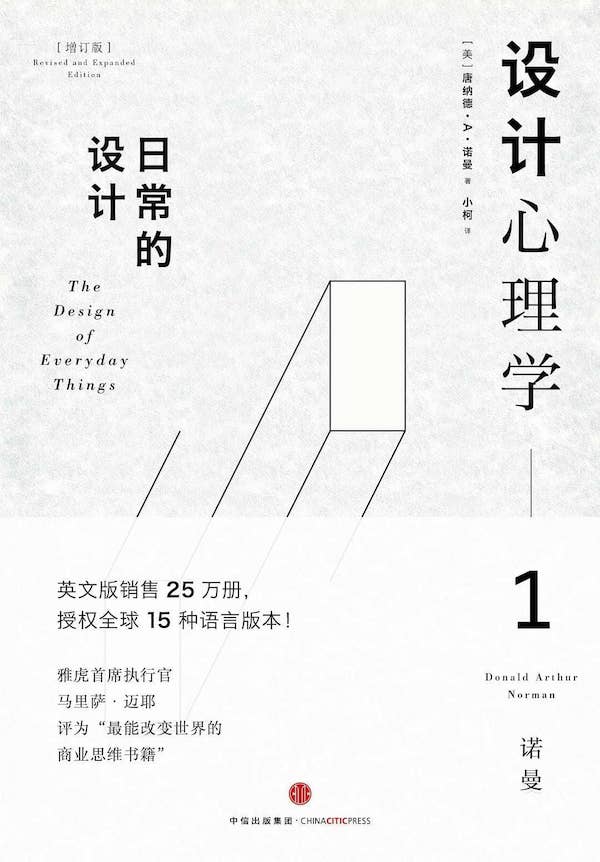 [增订版]
Revised and Expanded
Edition
[美]唐纳德·A·诺曼 著 小柯 译
设计心理学
日常的
设计
The
Design
of
Everyday
Things
1
英文版销售 25 万册，
授权全球 15 种语言版本！
Donald Arthur
Norman
雅虎首席执行官
马里萨·迈耶
评为“最能改变世界的
商业思维书籍”
诺曼
中信出版集团·CHINACITICPRESS